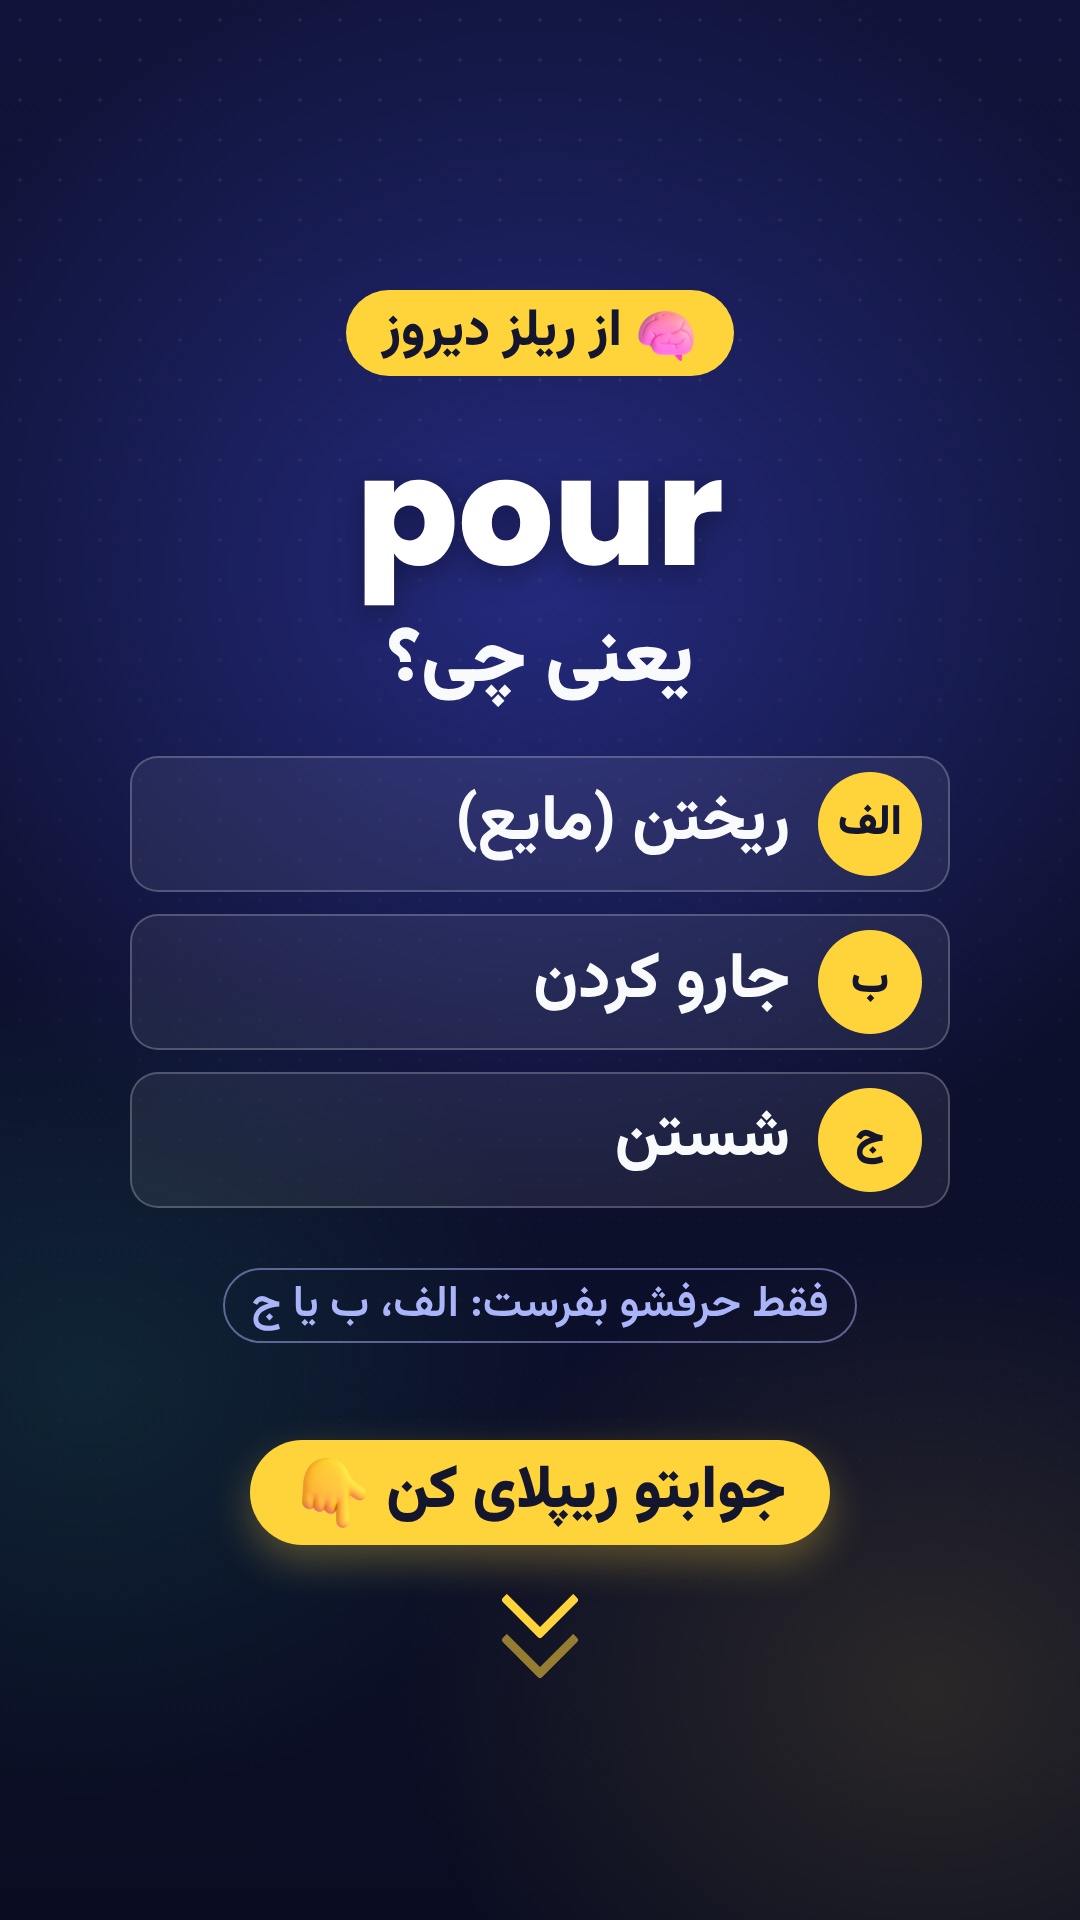 از ریلز دیروز
pour
یعنی چی؟
الف ریختن (مایع)
ب جارو کردن
ج شستن
فقط حرفشو بفرست: الف، ب یا ج
جوابتو ریپلای کن